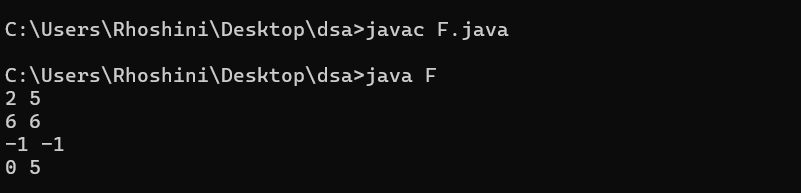 C:\Users\Rhoshini\Desktop\dsa>javac F.java
C:\Users\Rhoshini\Desktop\dsa>java F
2 5
6 6
-1 -1
0 5